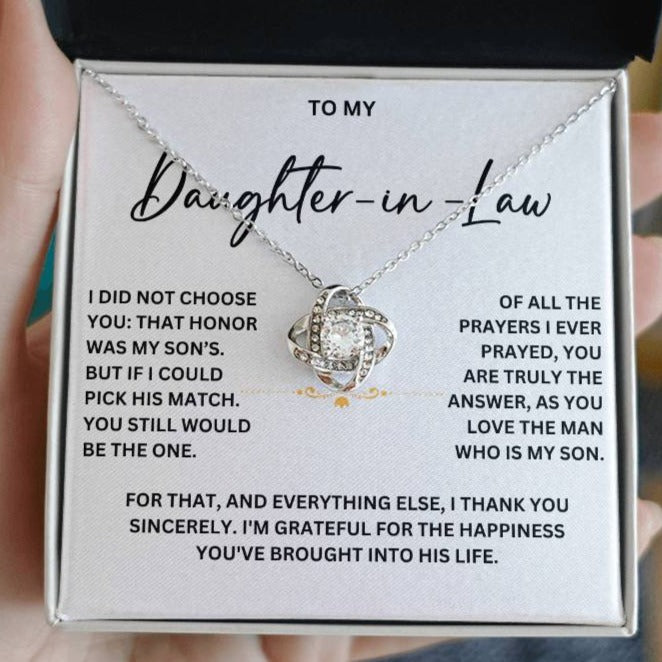 TO MY
Daughter-in-Law
I DID NOT CHOOSE
YOU: THAT HONOR
WAS MY SON’S.
BUT IF I COULD
PICK HIS MATCH.
YOU STILL WOULD
BE THE ONE.
OF ALL THE
PRAYERS I EVER
PRAYED, YOU
ARE TRULY THE
ANSWER, AS YOU
LOVE THE MAN
WHO IS MY SON.
FOR THAT, AND EVERYTHING ELSE, I THANK YOU
SINCERELY. I'M GRATEFUL FOR THE HAPPINESS
YOU'VE BROUGHT INTO HIS LIFE.